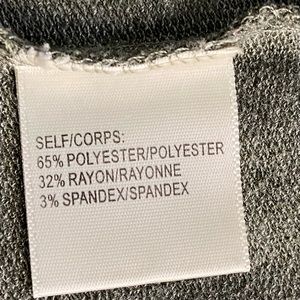 SELF/CORPS:
65% POLYESTER/POLYESTER
32% RAYON/RAYONNE
3% SPANDEX/SPANDEX